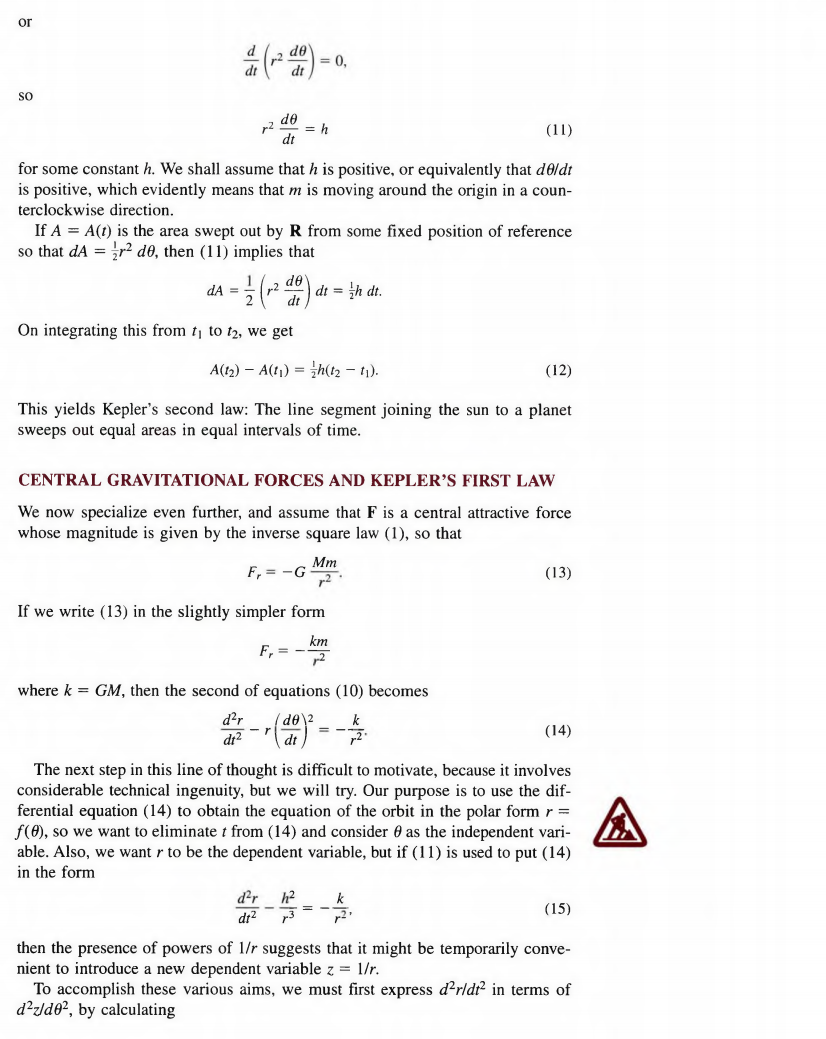 or
d/dt (r² dθ/dt) = 0,
so
r² dθ/dt = h (11)
for some constant h. We shall assume that h is positive, or equivalently that dθ/dt
is positive, which evidently means that m is moving around the origin in a coun-
terclockwise direction.
If A = A(t) is the area swept out by R from some fixed position of reference
so that dA = ½r² dθ, then (11) implies that
dA = 1/2 (r² dθ/dt) dt = ½h dt.
On integrating this from t₁ to t₂, we get
A(t₂) − A(t₁) = ½h(t₂ − t₁). (12)
This yields Kepler's second law: The line segment joining the sun to a planet
sweeps out equal areas in equal intervals of time.
CENTRAL GRAVITATIONAL FORCES AND KEPLER'S FIRST LAW
We now specialize even further, and assume that F is a central attractive force
whose magnitude is given by the inverse square law (1), so that
Fᵣ = −G Mm/r². (13)
If we write (13) in the slightly simpler form
Fᵣ = − km/r²
where k = GM, then the second of equations (10) becomes
d²r/dt² − r (dθ/dt)² = − k/r². (14)
The next step in this line of thought is difficult to motivate, because it involves
considerable technical ingenuity, but we will try. Our purpose is to use the dif-
ferential equation (14) to obtain the equation of the orbit in the polar form r =
f(θ), so we want to eliminate t from (14) and consider θ as the independent vari-
able. Also, we want r to be the dependent variable, but if (11) is used to put (14)
in the form
d²r/dt² − h²/r³ = − k/r², (15)
then the presence of powers of 1/r suggests that it might be temporarily conve-
nient to introduce a new dependent variable z = 1/r.
To accomplish these various aims, we must first express d²r/dt² in terms of
d²z/dθ², by calculating